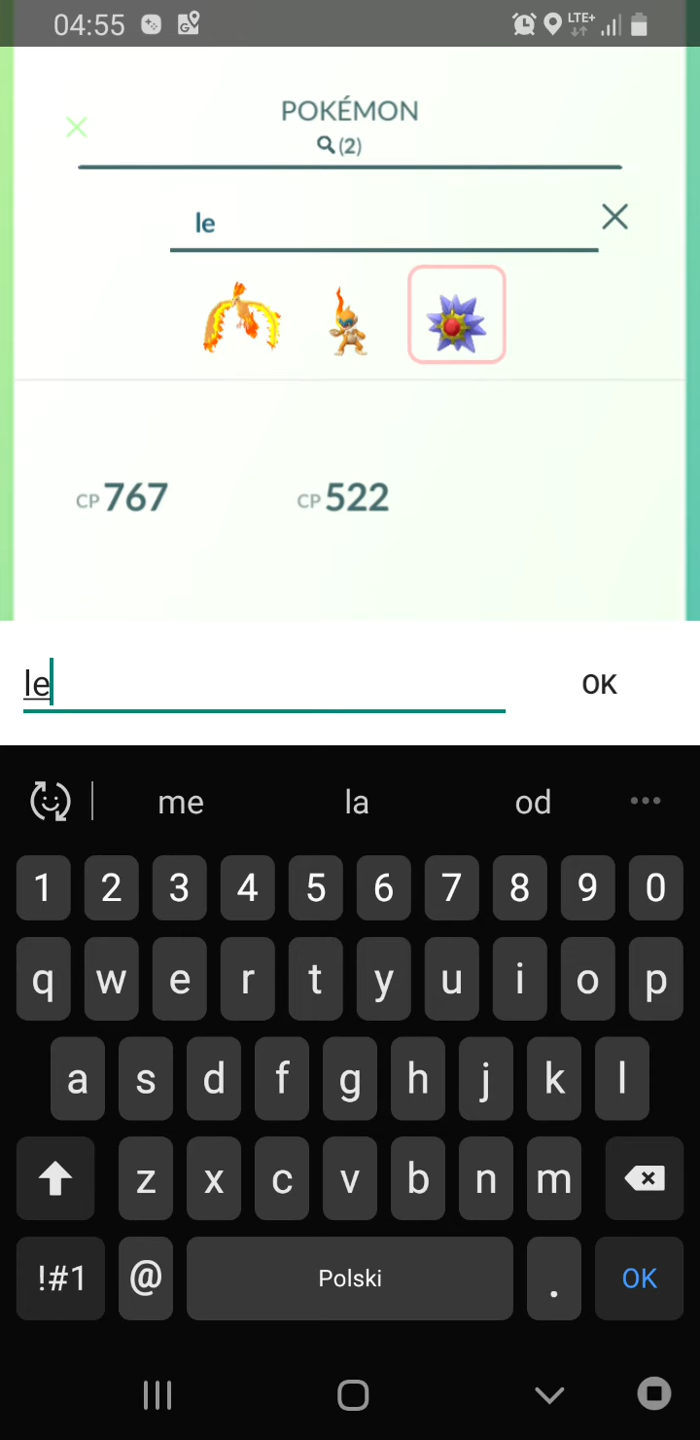 04:55 LTE+
POKÉMON
(2)
le
CP767 CP522
le OK
me la od
1 2 3 4 5 6 7 8 9 0
q w e r t y u i o p
a s d f g h j k l
z x c v b n m
!#1 @ Polski . OK